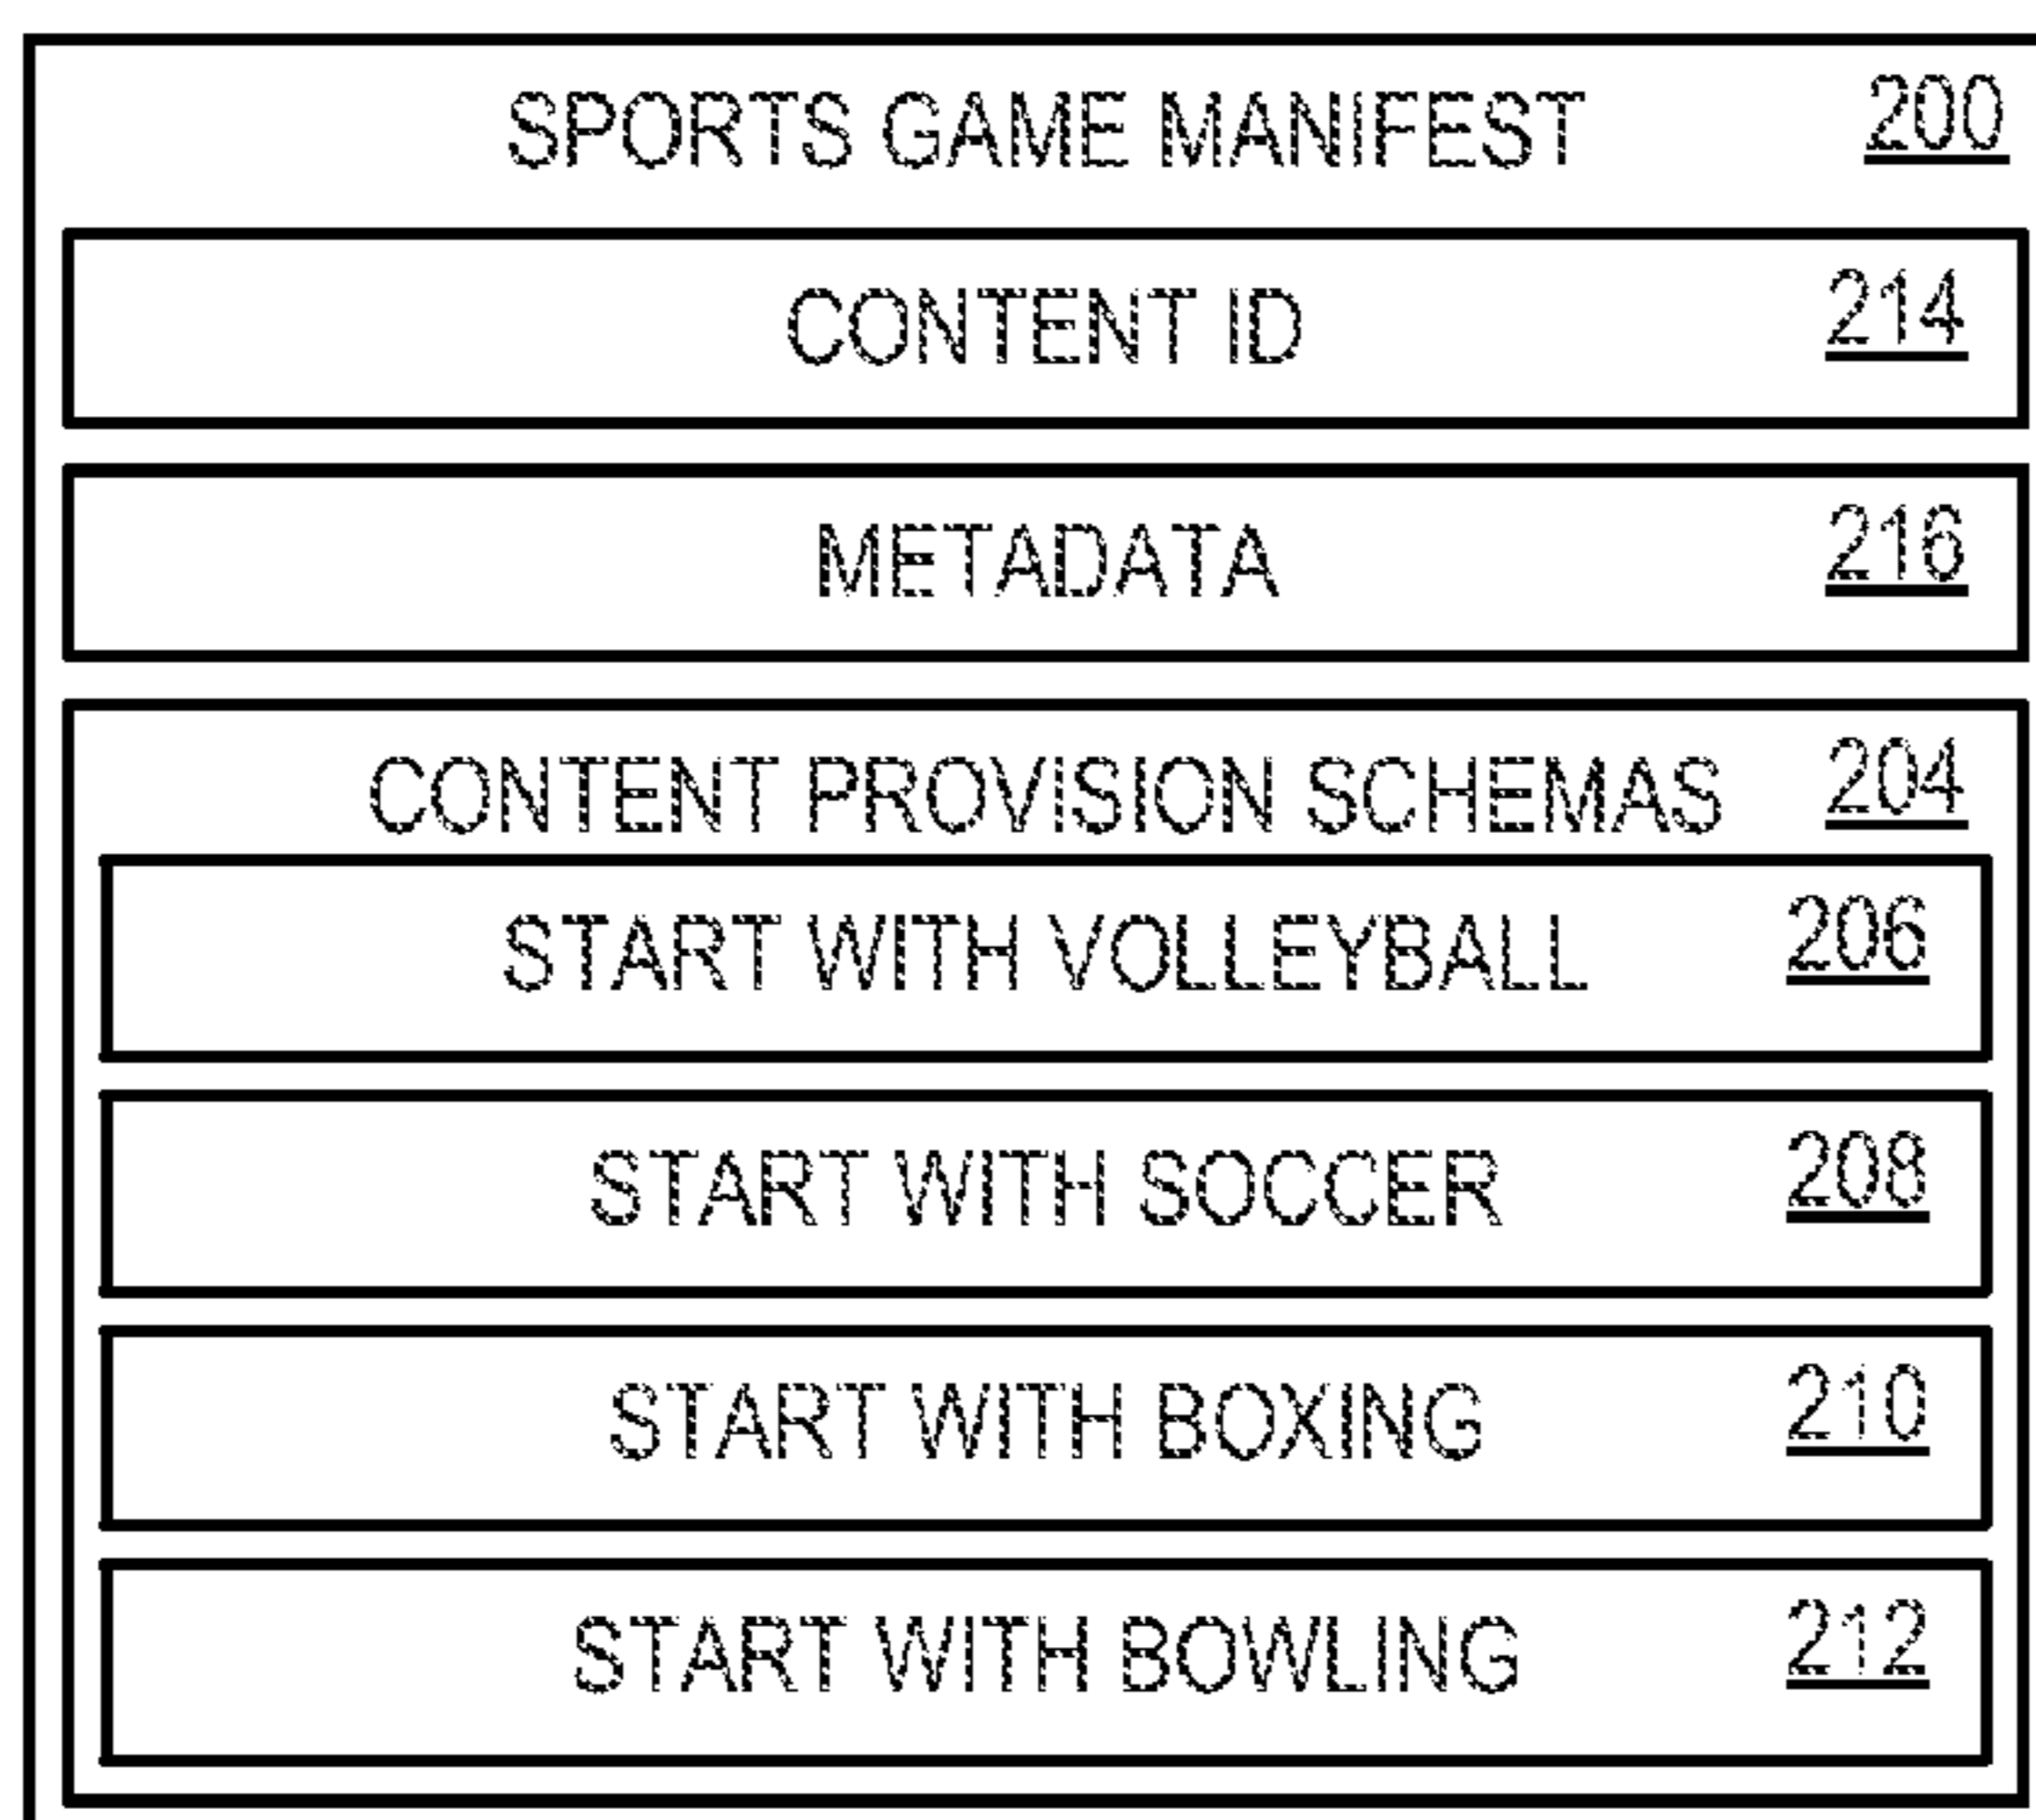 SPORTS GAME MANIFEST 200
CONTENT ID 214
METADATA 216
CONTENT PROVISION SCHEMAS 204
START WITH VOLLEYBALL 206
START WITH SOCCER 208
START WITH BOXING 210
START WITH BOWLING 212